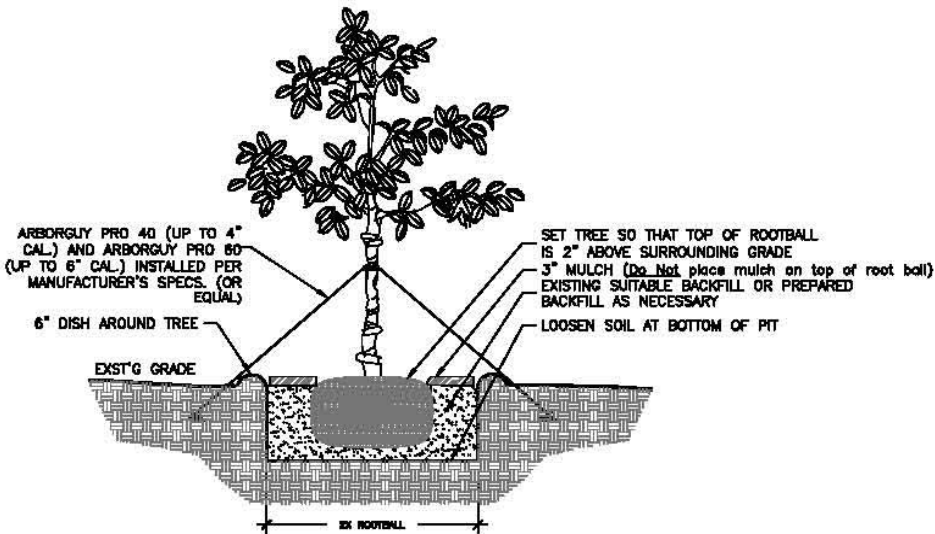 ARBORGUY PRO 40 (UP TO 4"
CAL.) AND ARBORGUY PRO 60
(UP TO 6" CAL.) INSTALLED PER
MANUFACTURER'S SPECS. (OR
EQUAL)
6" DISH AROUND TREE
EXST'G GRADE
SET TREE SO THAT TOP OF ROOTBALL
IS 2" ABOVE SURROUNDING GRADE
3" MULCH (Do Not place mulch on top of root ball)
EXISTING SUITABLE BACKFILL OR PREPARED
BACKFILL AS NECESSARY
LOOSEN SOIL AT BOTTOM OF PIT
2X ROOTBALL